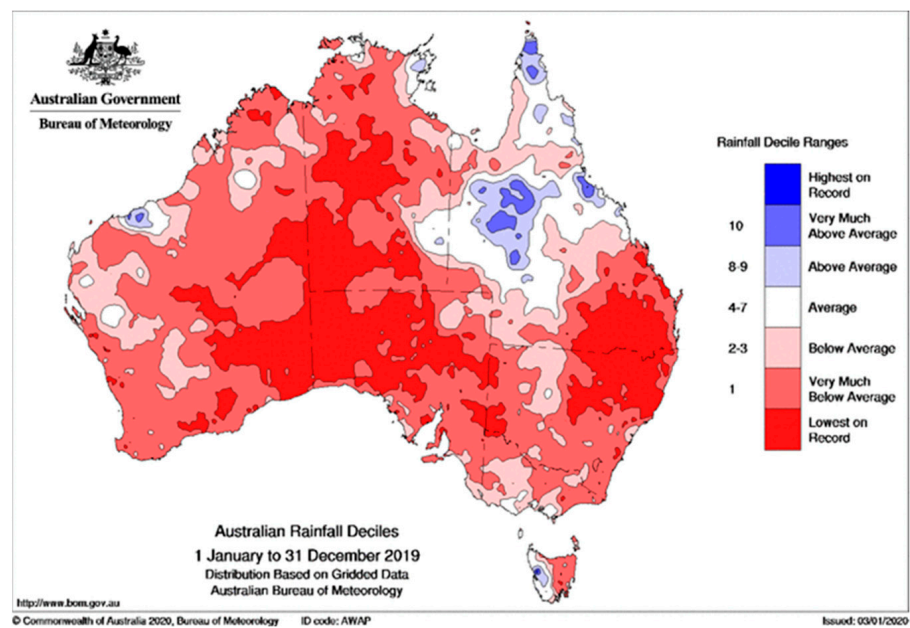 Australian Government
Bureau of Meteorology
Rainfall Decile Ranges
Highest on
Record
10
Very Much
Above Average
8-9
Above Average
4-7
Average
2-3
Below Average
1
Very Much
Below Average
Lowest on
Record
Australian Rainfall Deciles
1 January to 31 December 2019
Distribution Based on Gridded Data
Australian Bureau of Meteorology
http://www.bom.gov.au
© Commonwealth of Australia 2020, Bureau of Meteorology ID code: AWAP Issued: 03/01/2020